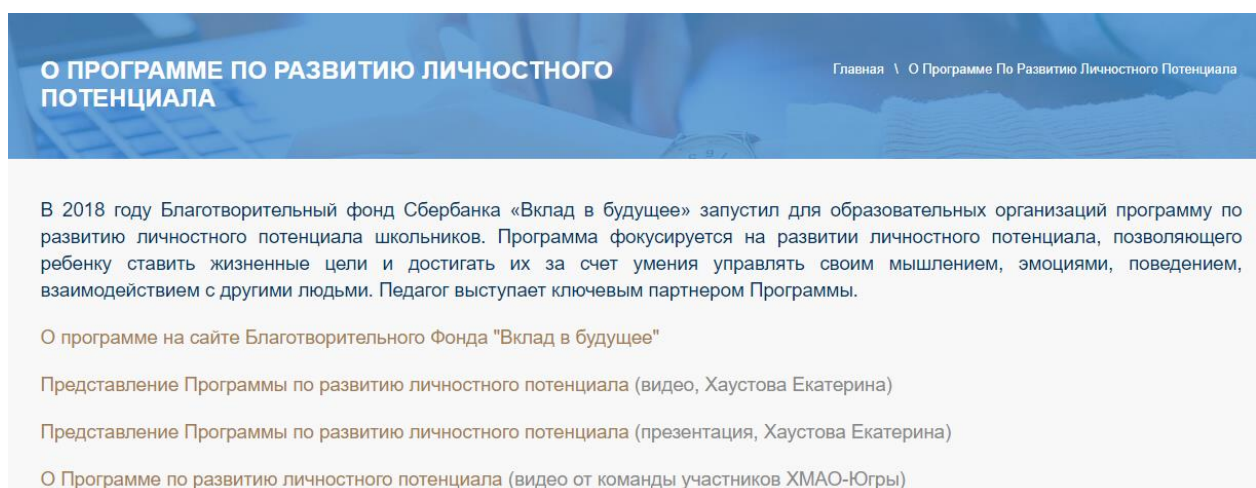 О ПРОГРАММЕ ПО РАЗВИТИЮ ЛИЧНОСТНОГО
ПОТЕНЦИАЛА
Главная \ О Программе По Развитию Личностного Потенциала
В 2018 году Благотворительный фонд Сбербанка «Вклад в будущее» запустил для образовательных организаций программу по
развитию личностного потенциала школьников. Программа фокусируется на развитии личностного потенциала, позволяющего
ребенку ставить жизненные цели и достигать их за счет умения управлять своим мышлением, эмоциями, поведением,
взаимодействием с другими людьми. Педагог выступает ключевым партнером Программы.
О программе на сайте Благотворительного Фонда "Вклад в будущее"
Представление Программы по развитию личностного потенциала (видео, Хаустова Екатерина)
Представление Программы по развитию личностного потенциала (презентация, Хаустова Екатерина)
О Программе по развитию личностного потенциала (видео от команды участников ХМАО-Югры)